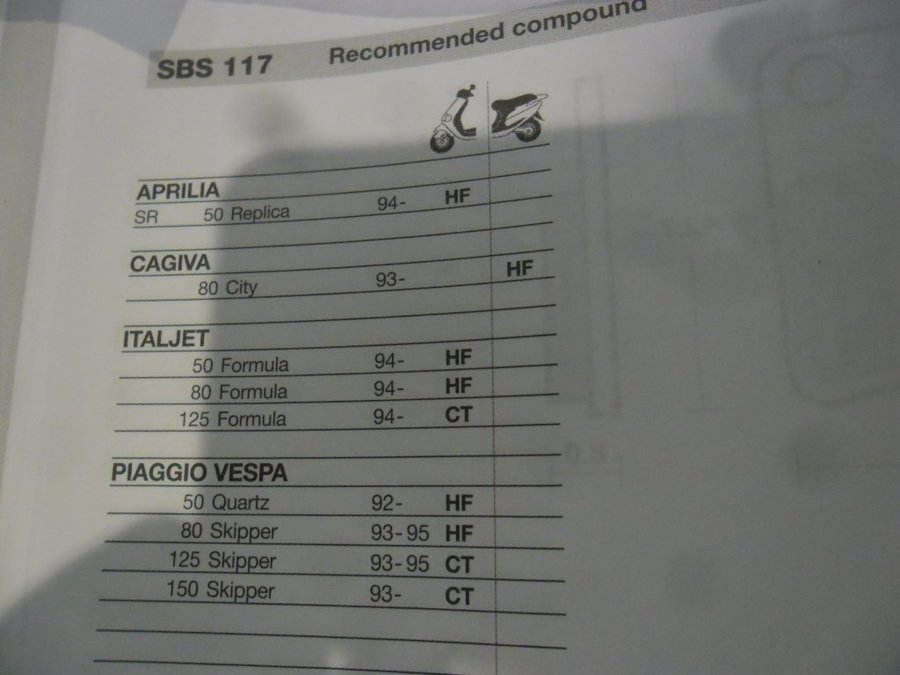 SBS 117 Recommended compound
APRILIA
SR 50 Replica 94- HF
CAGIVA
80 City 93- HF
ITALJET
50 Formula 94- HF
80 Formula 94- HF
125 Formula 94- CT
PIAGGIO VESPA
50 Quartz 92- HF
80 Skipper 93-95 HF
125 Skipper 93-95 CT
150 Skipper 93- CT